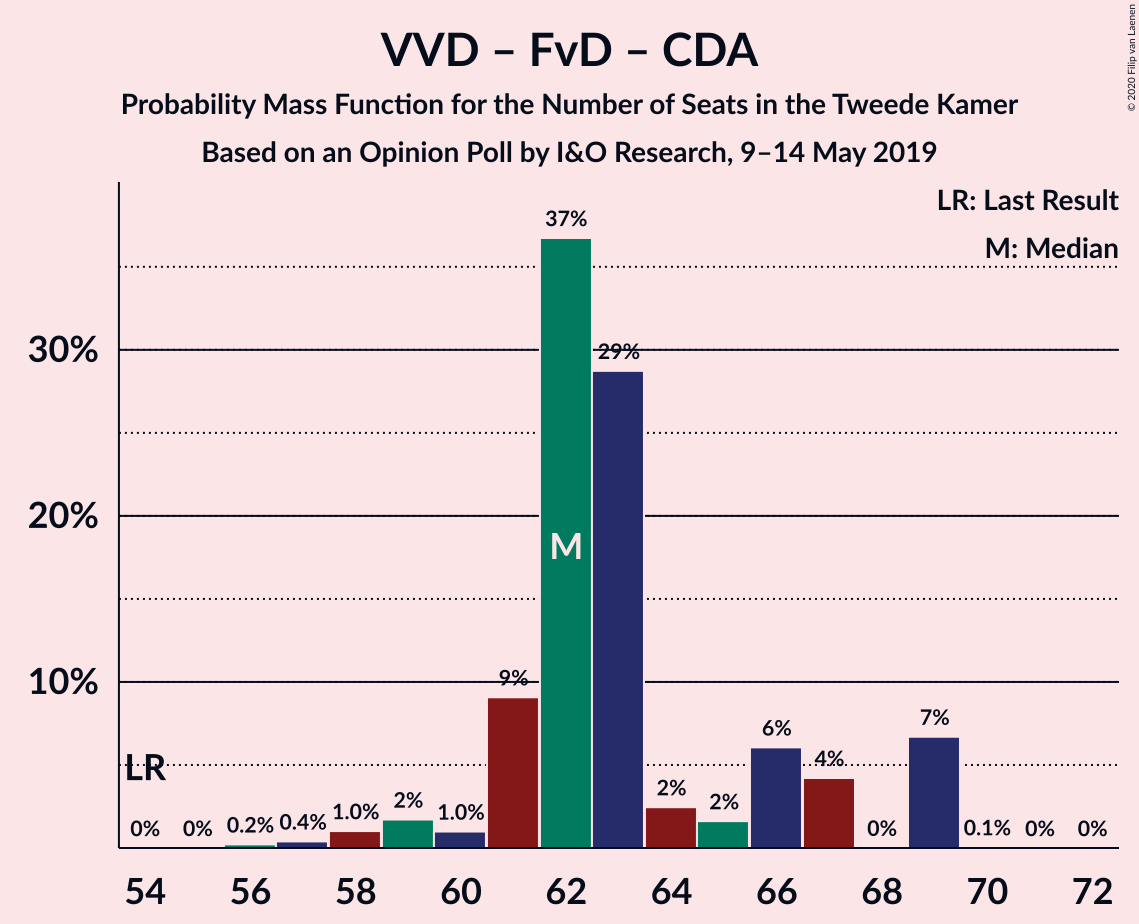 VVD – FvD – CDA
Probability Mass Function for the Number of Seats in the Tweede Kamer
Based on an Opinion Poll by I&O Research, 9–14 May 2019
© 2020 Filip van Laenen
LR: Last Result
M: Median
30%
20%
10%
LR
M
0% 0% 0.2% 0.4% 1.0% 2% 1.0% 9% 37% 29% 2% 2% 6% 4% 0% 7% 0.1% 0% 0%
54 56 58 60 62 64 66 68 70 72